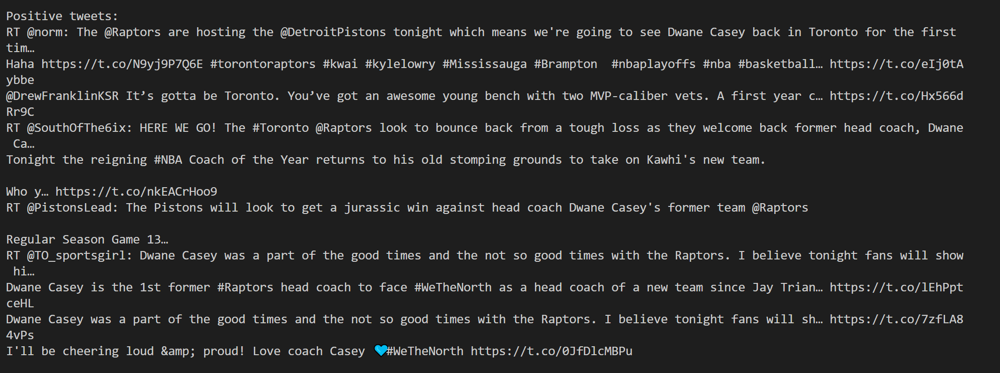 Positive tweets:
RT @norm: The @Raptors are hosting the @DetroitPistons tonight which means we're going to see Dwane Casey back in Toronto for the first
tim…
Haha https://t.co/N9yj9P7Q6E #torontoraptors #kwai #kylelowry #Mississauga #Brampton  #nbaplayoffs #nba #basketball… https://t.co/eIj0tA
ybbe
@DrewFranklinKSR It’s gotta be Toronto. You’ve got an awesome young bench with two MVP-caliber vets. A first year c… https://t.co/Hx566d
Rr9C
RT @SouthOfThe6ix: HERE WE GO! The #Toronto @Raptors look to bounce back from a tough loss as they welcome back former head coach, Dwane
 Ca…
Tonight the reigning #NBA Coach of the Year returns to his old stomping grounds to take on Kawhi's new team.

Who y… https://t.co/nkEACrHoo9
RT @PistonsLead: The Pistons will look to get a jurassic win against head coach Dwane Casey's former team @Raptors

Regular Season Game 13…
RT @TO_sportsgirl: Dwane Casey was a part of the good times and the not so good times with the Raptors. I believe tonight fans will show
 hi…
Dwane Casey is the 1st former #Raptors head coach to face #WeTheNorth as a head coach of a new team since Jay Trian… https://t.co/lEhPpt
ceHL
Dwane Casey was a part of the good times and the not so good times with the Raptors. I believe tonight fans will sh… https://t.co/7zfLA8
4vPs
I'll be cheering loud &amp; proud! Love coach Casey 💙#WeTheNorth https://t.co/0JfDlcMBPu